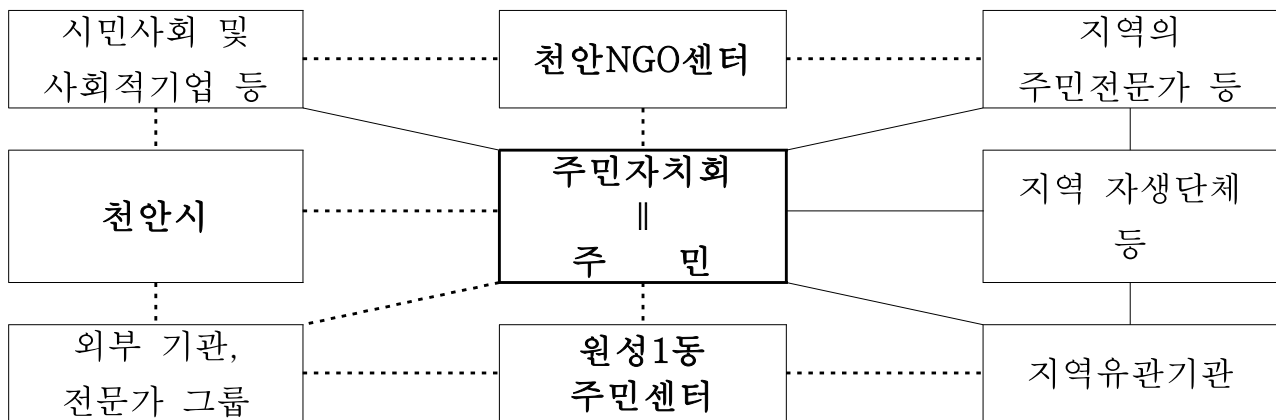 시민사회 및
사회적기업 등
천안NGO센터
지역의
주민전문가 등
천안시
주민자치회
∥
주 민
지역 자생단체
등
외부 기관,
전문가 그룹
원성1동
주민센터
지역유관기관